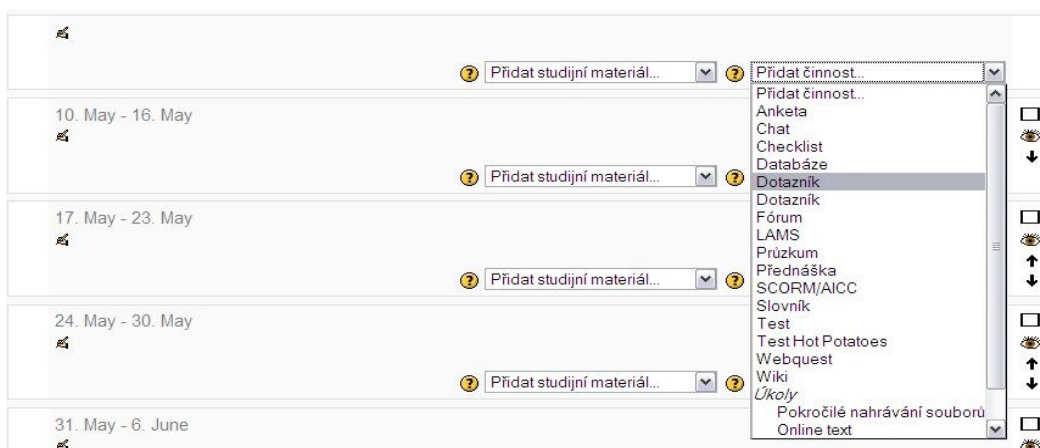 Přidat studijní materiál... Přidat činnost...
Přidat činnost...
Anketa
Chat
Checklist
Databáze
Dotazník
Dotazník
Fórum
LAMS
Průzkum
Přednáška
SCORM/AICC
Slovník
Test
Test Hot Potatoes
Webquest
Wiki
Úkoly
Pokročilé nahrávání souborů
Online text
10. May - 16. May
Přidat studijní materiál...
17. May - 23. May
Přidat studijní materiál...
24. May - 30. May
Přidat studijní materiál...
31. May - 6. June